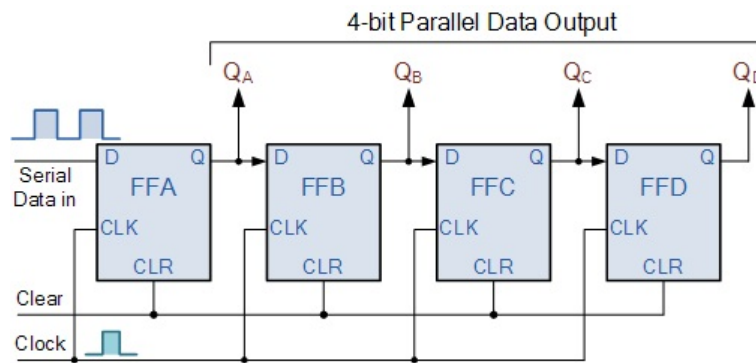 4-bit Parallel Data Output
QA QB QC QD
D Q D Q D Q D Q
Serial
Data in
FFA FFB FFC FFD
CLK CLK CLK CLK
CLR CLR CLR CLR
Clear
Clock